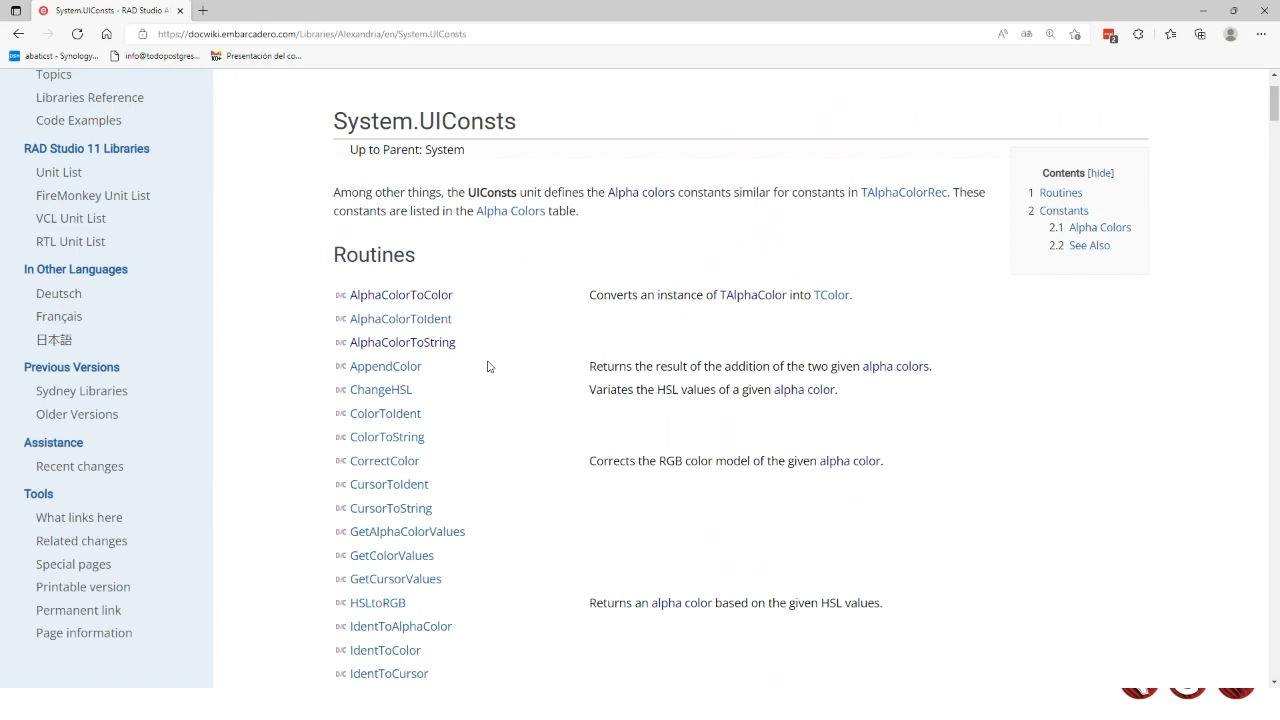 System.UIConsts - RAD Studio A
https://docwiki.embarcadero.com/Libraries/Alexandria/en/System.UIConsts
2
abaticst - Synology...
info@todopostgres...
Presentación del co...
Topics
Libraries Reference
Code Examples
RAD Studio 11 Libraries
Unit List
FireMonkey Unit List
VCL Unit List
RTL Unit List
In Other Languages
Deutsch
Français
日本語
Previous Versions
Sydney Libraries
Older Versions
Assistance
Recent changes
Tools
What links here
Related changes
Special pages
Printable version
Permanent link
Page information
System.UIConsts
Up to Parent: System
Among other things, the UIConsts unit defines the Alpha colors constants similar for constants in TAlphaColorRec. These
constants are listed in the Alpha Colors table.
Contents [hide]
1 Routines
2 Constants
2.1 Alpha Colors
2.2 See Also
Routines
AlphaColorToColor Converts an instance of TAlphaColor into TColor.
AlphaColorToIdent
AlphaColorToString
AppendColor Returns the result of the addition of the two given alpha colors.
ChangeHSL Variates the HSL values of a given alpha color.
ColorToIdent
ColorToString
CorrectColor Corrects the RGB color model of the given alpha color.
CursorToIdent
CursorToString
GetAlphaColorValues
GetColorValues
GetCursorValues
HSLtoRGB Returns an alpha color based on the given HSL values.
IdentToAlphaColor
IdentToColor
IdentToCursor